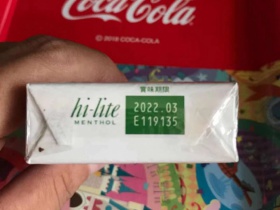 Coca-Cola
© 2019 COCA-COLA
賞味期限
hi-lite
MENTHOL
2022.03
E119135